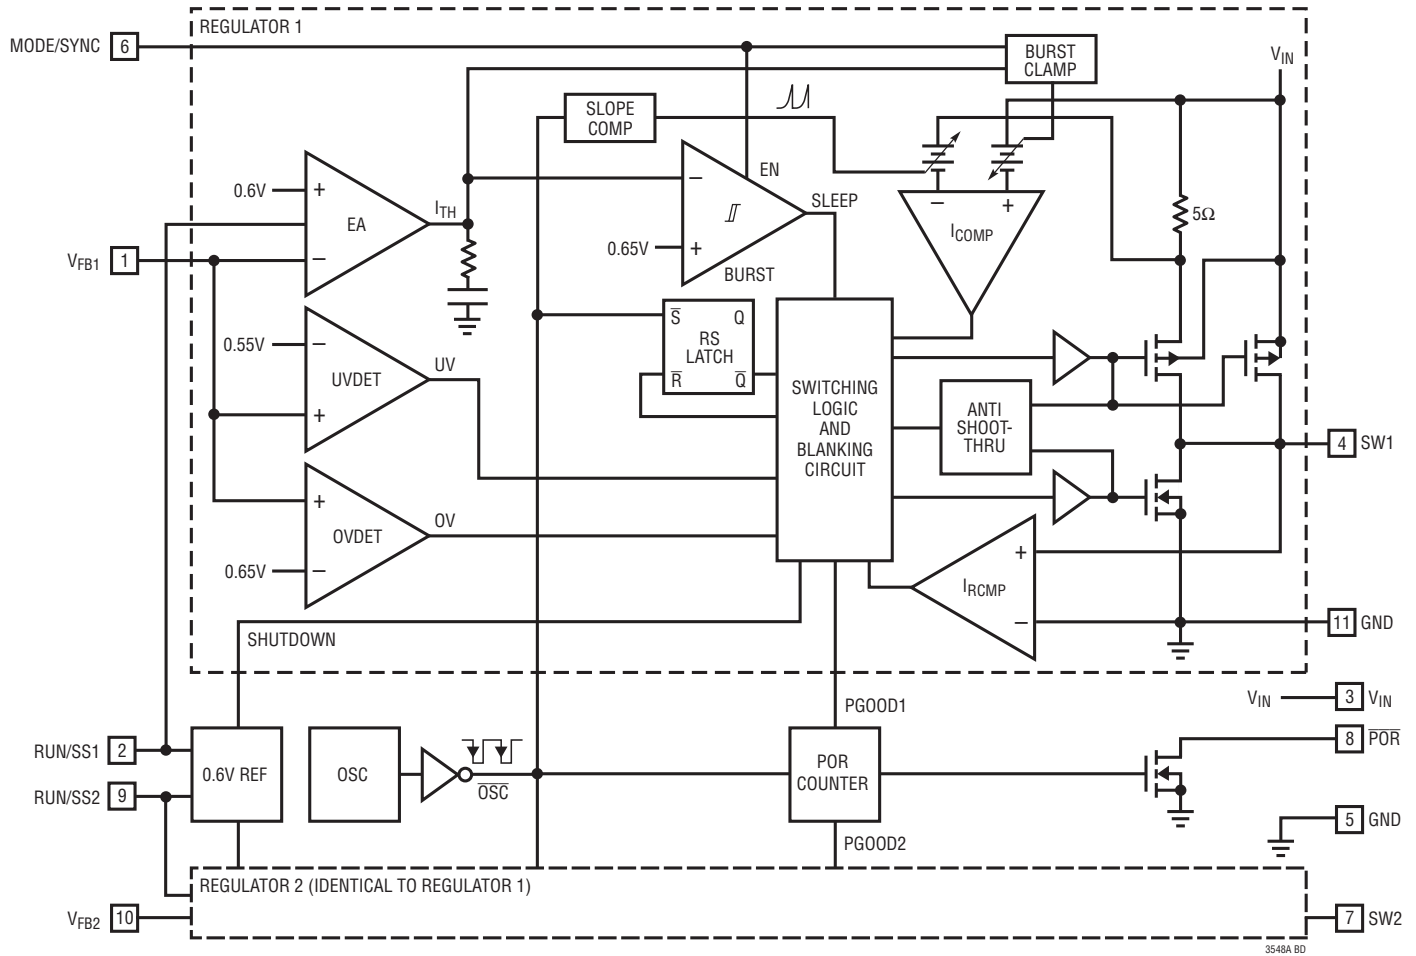 REGULATOR 1
MODE/SYNC 6
BURST
CLAMP
VIN
SLOPE
COMP
EN
0.6V
+
EA
−
ITH
−
SLEEP
0.65V
+
BURST
−
+
ICOMP
5Ω
VFB1 1
0.55V
−
UVDET
+
UV
S̅
Q
RS
LATCH
R̅
Q̅
SWITCHING
LOGIC
AND
BLANKING
CIRCUIT
ANTI
SHOOT-
THRU
4 SW1
+
OVDET
−
0.65V
OV
+
IRCMP
−
SHUTDOWN
11 GND
PGOOD1
VIN
3 VIN
RUN/SS1 2
RUN/SS2 9
0.6V REF
OSC
O̅S̅C̅
POR
COUNTER
8 P̅O̅R̅
5 GND
PGOOD2
REGULATOR 2 (IDENTICAL TO REGULATOR 1)
VFB2 10
7 SW2
3548A BD